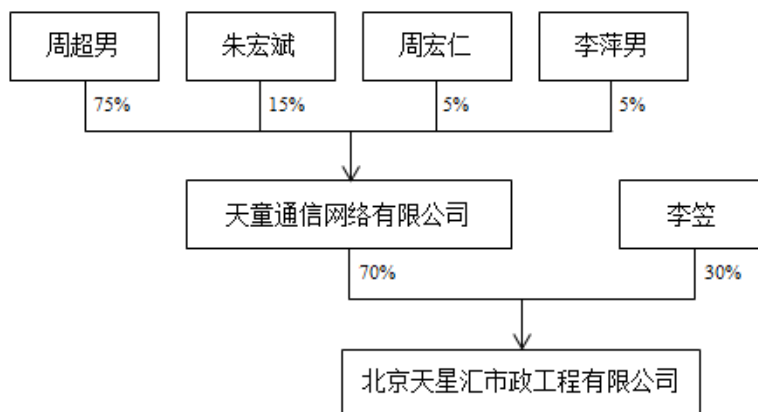 周超男
朱宏斌
周宏仁
李萍男
75%
15%
5%
5%
天童通信网络有限公司
李笠
70%
30%
北京天星汇市政工程有限公司